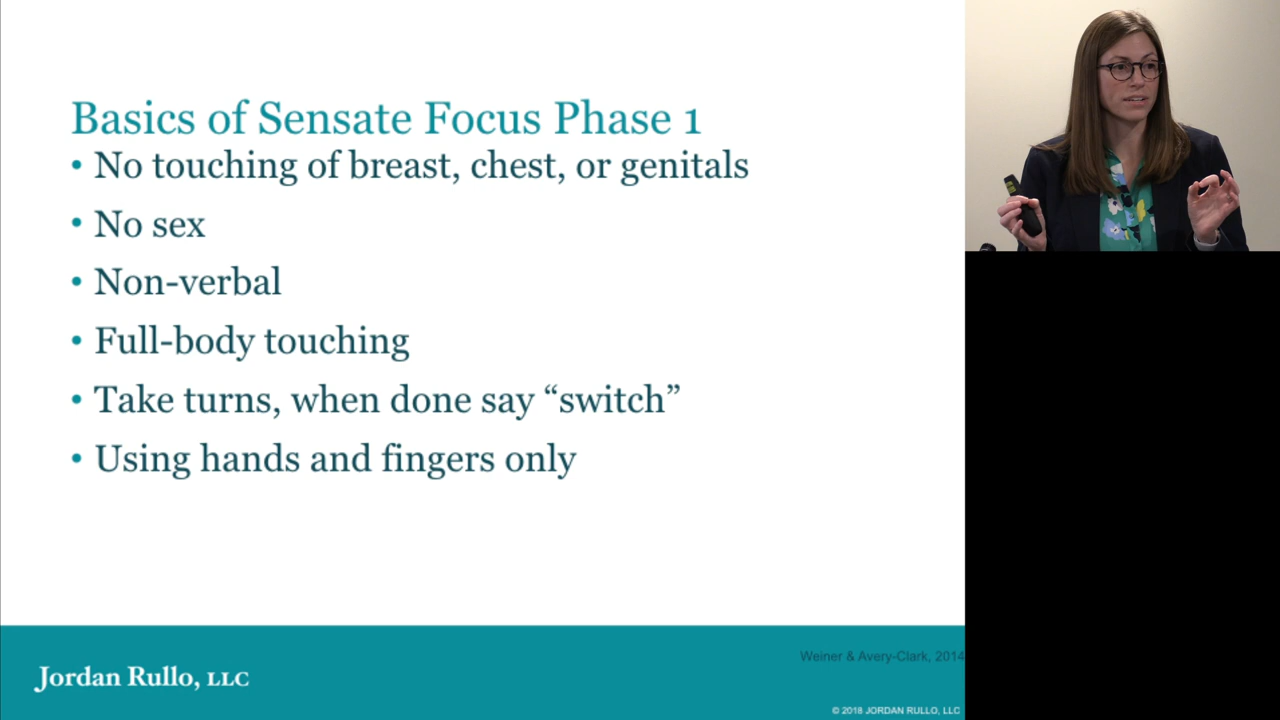 Basics of Sensate Focus Phase 1
• No touching of breast, chest, or genitals
• No sex
• Non-verbal
• Full-body touching
• Take turns, when done say “switch”
• Using hands and fingers only
Weiner & Avery-Clark, 2014
Jordan Rullo, LLC
© 2018 JORDAN RULLO, LLC